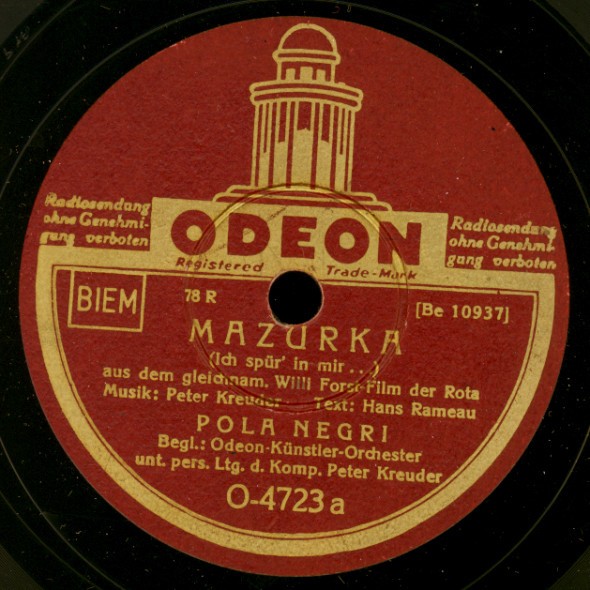 ODEON
Registered Trade-Mark
Radiosendung
ohne Genehmi-
gung verboten
Radiosendung
ohne Genehmi-
gung verboten
BIEM
78 R
[Be 10937]
MAZURKA
(Ich spür' in mir...)
aus dem gleichnam. Willi Forst-Film der Rota
Musik: Peter Kreuder Text: Hans Rameau
POLA NEGRI
Begl.: Odeon-Künstler-Orchester
unt. pers. Ltg. d. Komp. Peter Kreuder
O-4723 a